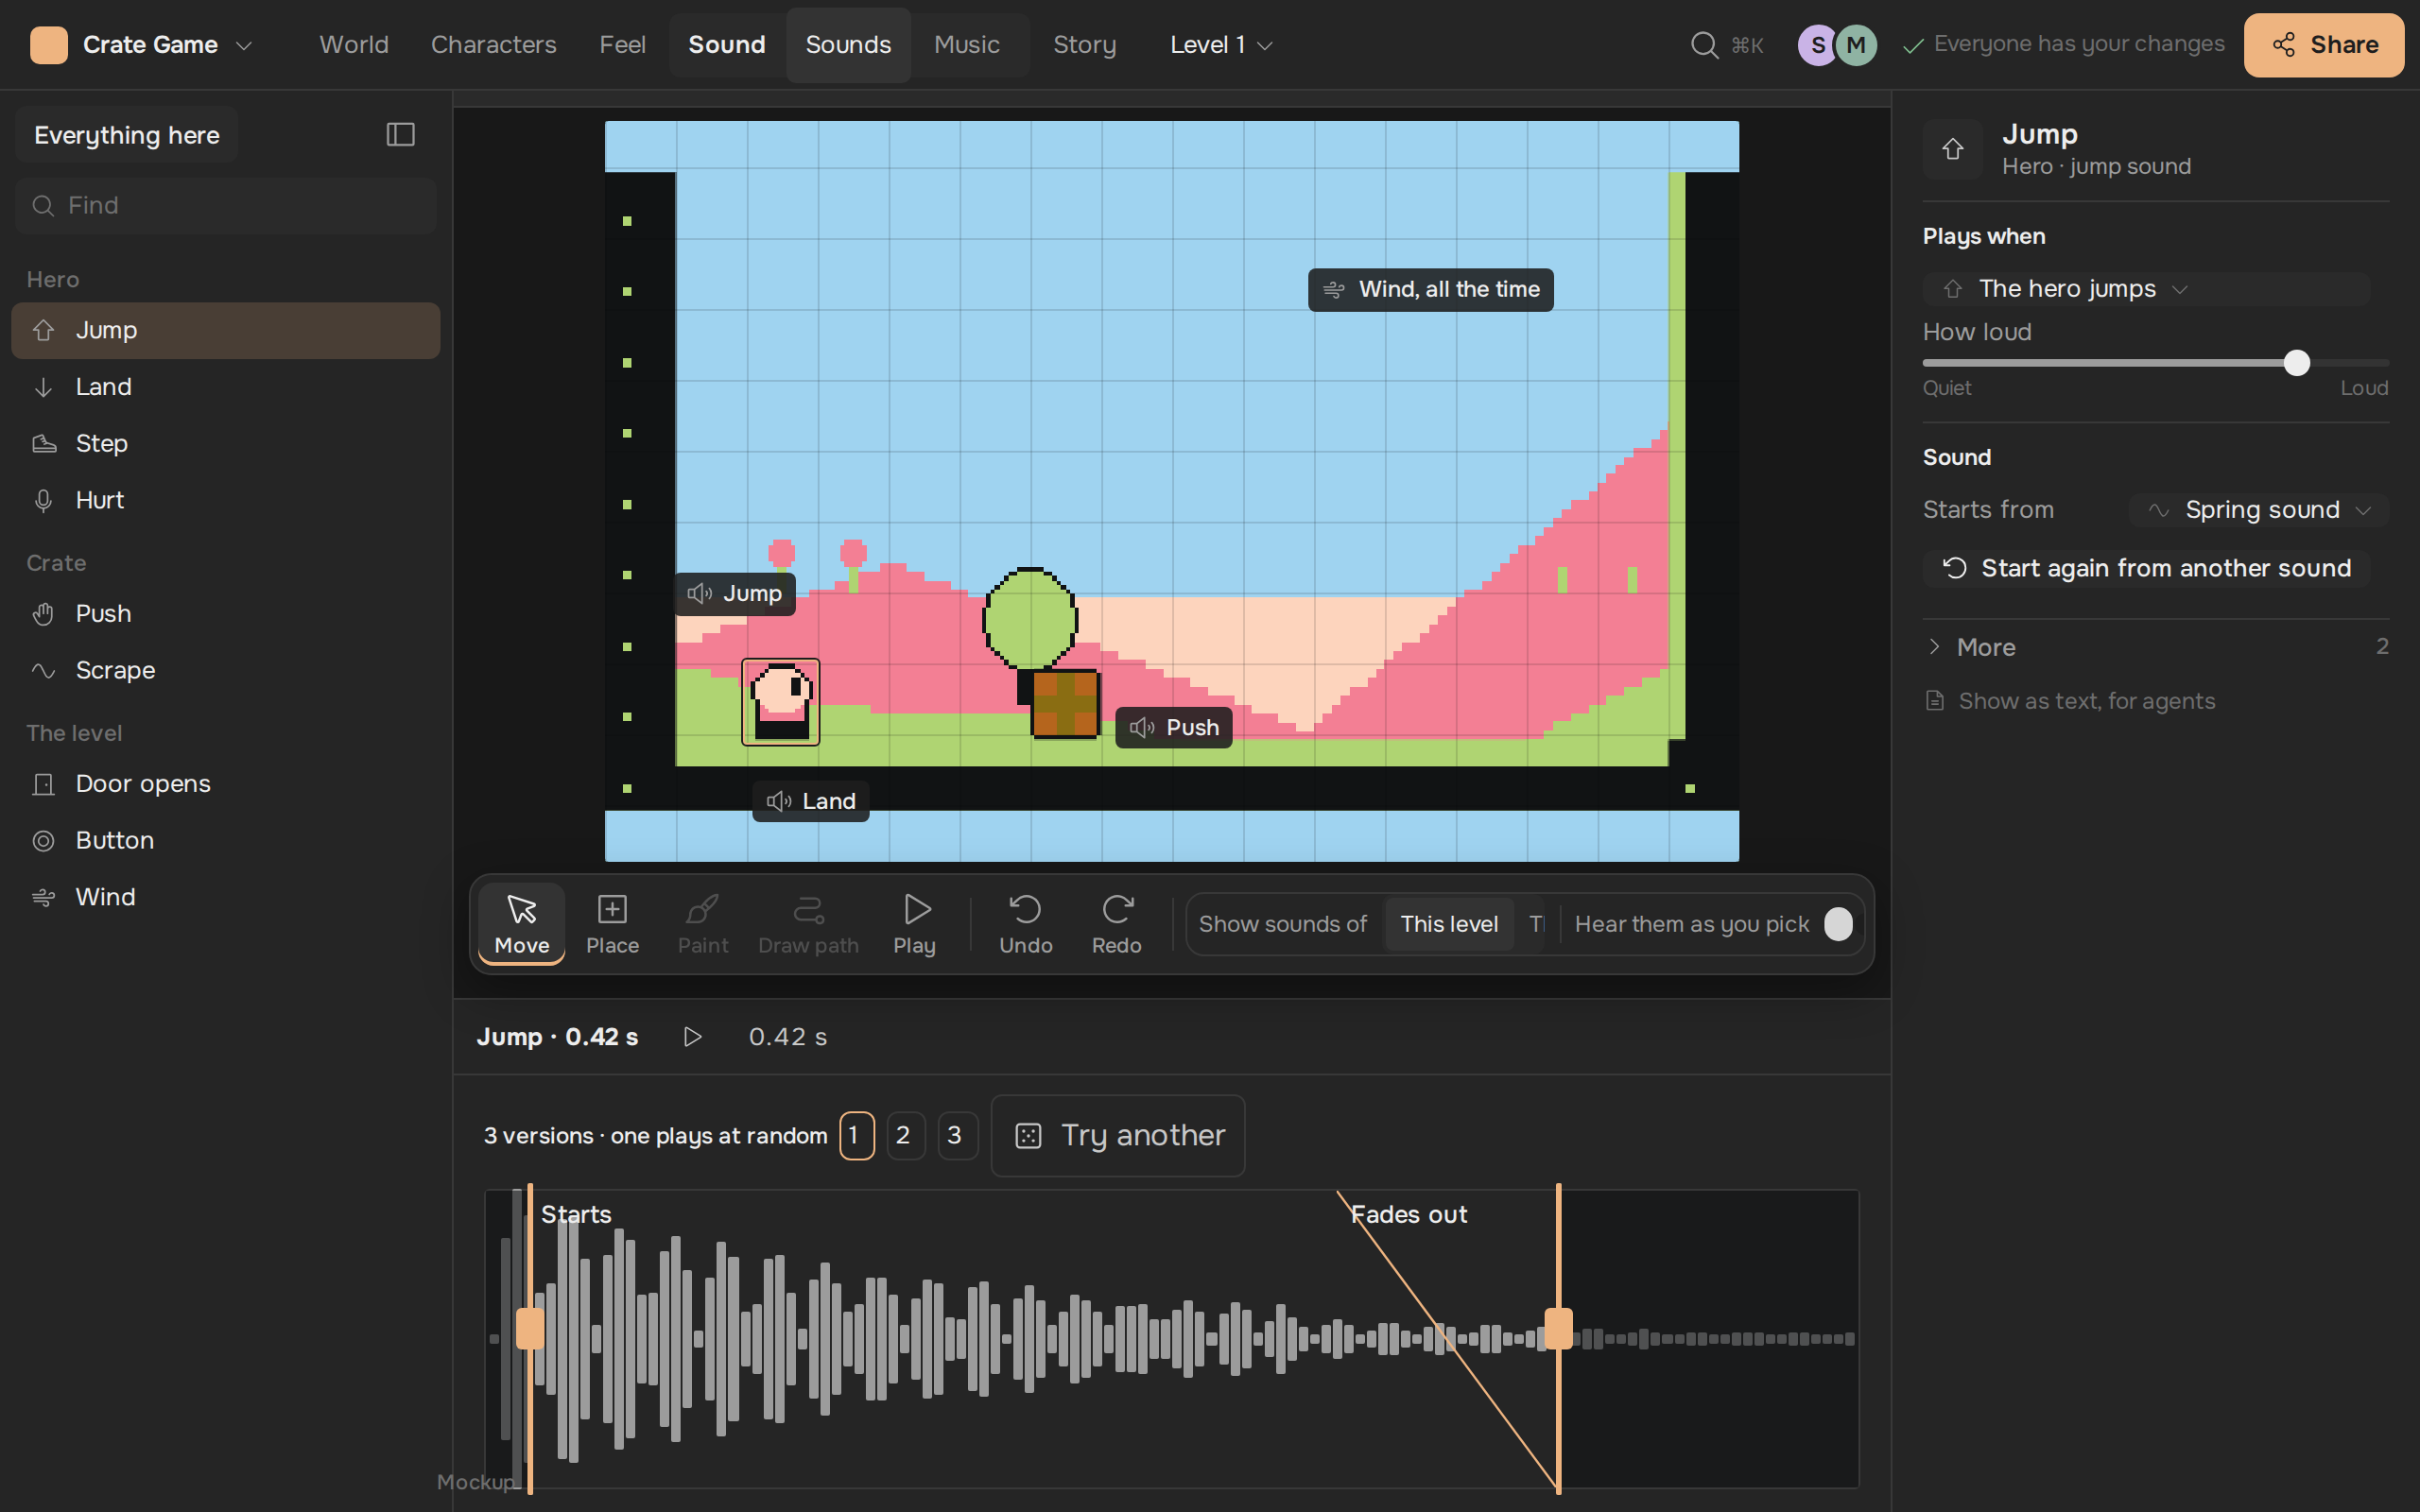 Crate Game
World
Characters
Feel
Sound
Sounds
Music
Story
Level 1
⌘K
S
M
Everyone has your changes
Share
Everything here
Find
Hero
Jump
Land
Step
Hurt
Crate
Push
Scrape
The level
Door opens
Button
Wind
Wind, all the time
Jump
Push
Land
Move
Place
Paint
Draw path
Play
Undo
Redo
Show sounds of
This level
Hear them as you pick
Jump · 0.42 s
0.42 s
3 versions · one plays at random
1
2
3
Try another
Starts
Fades out
Mockup
Jump
Hero · jump sound
Plays when
The hero jumps
How loud
Quiet
Loud
Sound
Starts from
Spring sound
Start again from another sound
More
2
Show as text, for agents